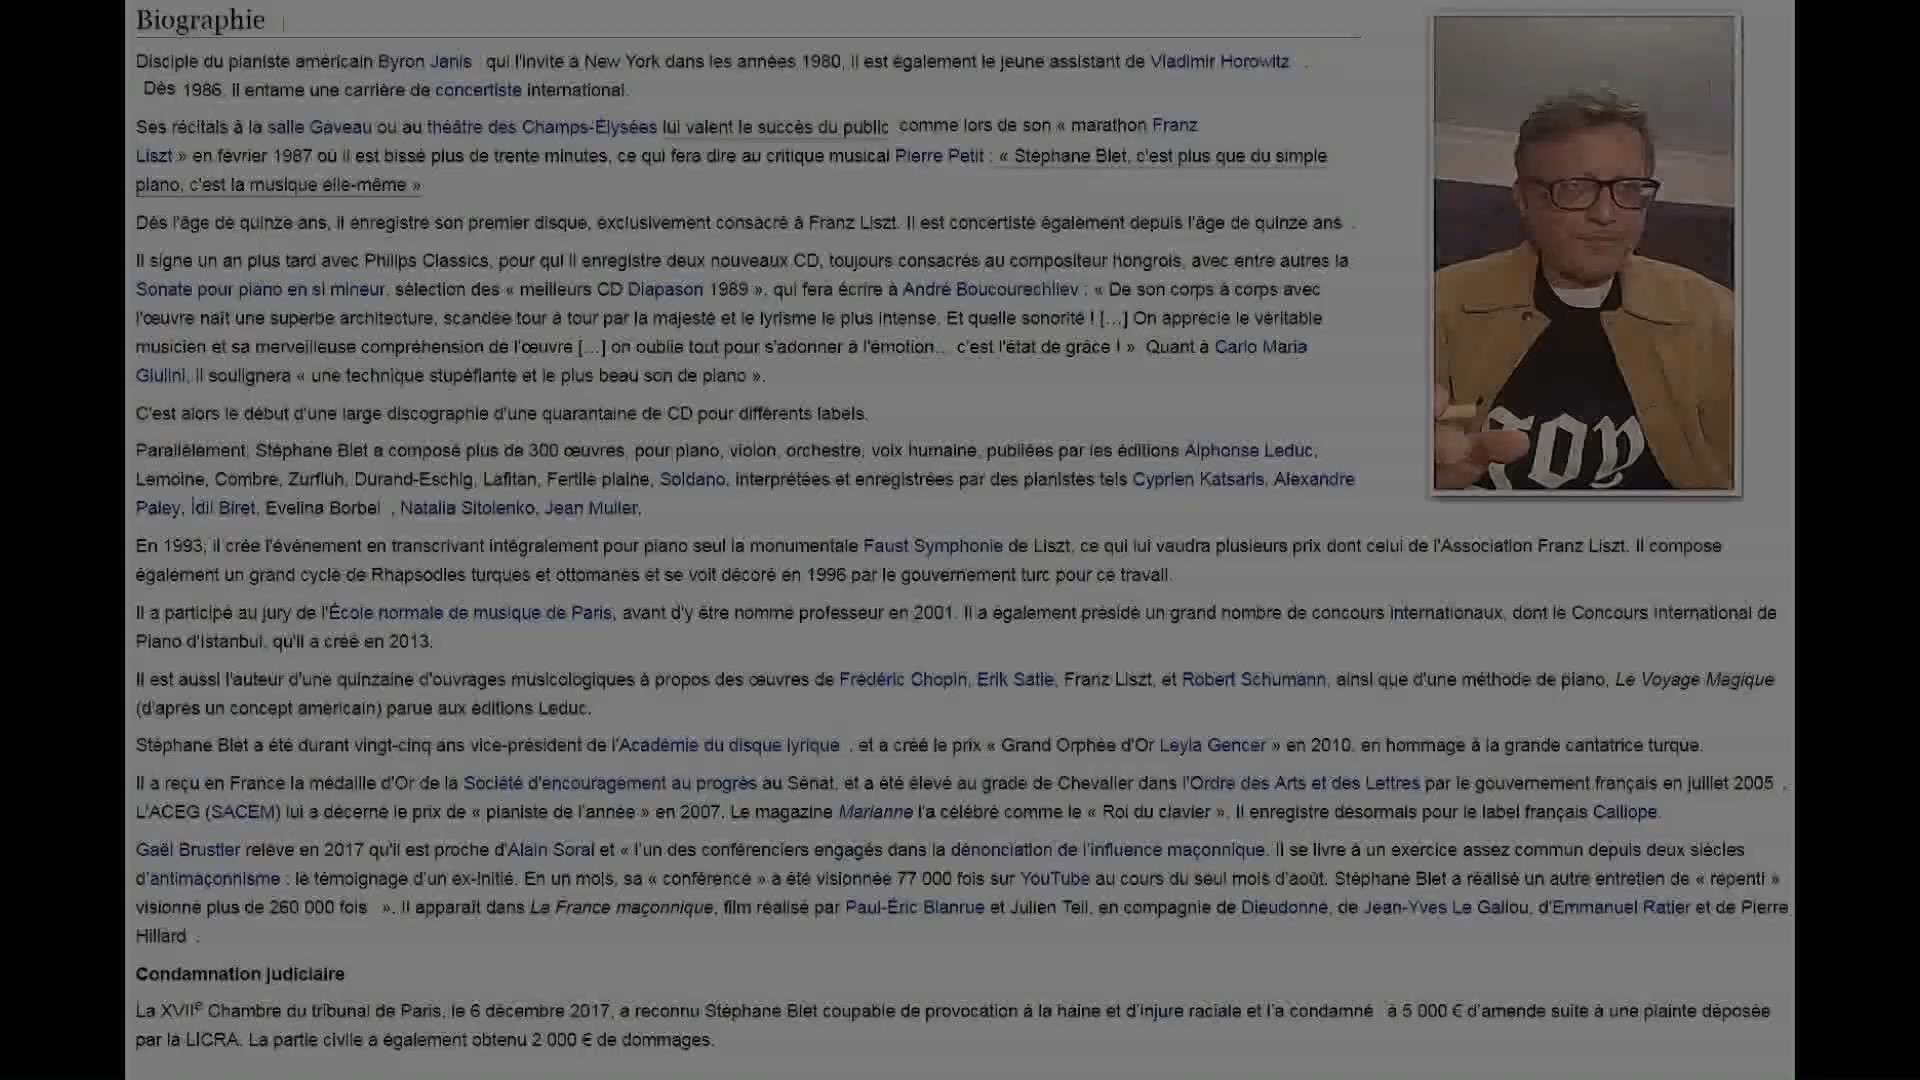 Biographie
Disciple du pianiste américain Byron Janis qui l'invite à New York dans les années 1980, il est également le jeune assistant de Vladimir Horowitz .
Dès 1986, il entame une carrière de concertiste international.
Ses récitals à la salle Gaveau ou au théâtre des Champs-Élysées lui valent le succès du public comme lors de son « marathon Franz
Liszt » en février 1987 où il est bissé plus de trente minutes, ce qui fera dire au critique musical Pierre Petit : « Stéphane Blet, c'est plus que du simple
piano, c'est la musique elle-même »
Dès l'âge de quinze ans, il enregistre son premier disque, exclusivement consacré à Franz Liszt. Il est concertiste également depuis l'âge de quinze ans .
Il signe un an plus tard avec Philips Classics, pour qui il enregistre deux nouveaux CD, toujours consacrés au compositeur hongrois, avec entre autres la
Sonate pour piano en si mineur, sélection des « meilleurs CD Diapason 1989 », qui fera écrire à André Boucourechliev : « De son corps à corps avec
l'œuvre naît une superbe architecture, scandée tour à tour par la majesté et le lyrisme le plus intense. Et quelle sonorité ! [...] On apprécie le véritable
musicien et sa merveilleuse compréhension de l'œuvre [...] on oublie tout pour s'adonner à l'émotion... c'est l'état de grâce ! » Quant à Carlo Maria
Giulini, il soulignera « une technique stupéfiante et le plus beau son de piano ».
C'est alors le début d'une large discographie d'une quarantaine de CD pour différents labels.
Parallèlement, Stéphane Blet a composé plus de 300 œuvres, pour piano, violon, orchestre, voix humaine, publiées par les éditions Alphonse Leduc,
Lemoine, Combre, Zurfluh, Durand-Eschig, Lafitan, Fertile plaine, Soldano, interprétées et enregistrées par des pianistes tels Cyprien Katsaris, Alexandre
Paley, İdil Biret, Evelina Borbei , Natalia Sitolenko, Jean Muller.
En 1993, il crée l'événement en transcrivant intégralement pour piano seul la monumentale Faust Symphonie de Liszt, ce qui lui vaudra plusieurs prix dont celui de l'Association Franz Liszt. Il compose
également un grand cycle de Rhapsodies turques et ottomanes et se voit décoré en 1996 par le gouvernement turc pour ce travail.
Il a participé au jury de l'École normale de musique de Paris, avant d'y être nommé professeur en 2001. Il a également présidé un grand nombre de concours internationaux, dont le Concours international de
Piano d'Istanbul, qu'il a créé en 2013.
Il est aussi l'auteur d'une quinzaine d'ouvrages musicologiques à propos des œuvres de Frédéric Chopin, Erik Satie, Franz Liszt, et Robert Schumann, ainsi que d'une méthode de piano, Le Voyage Magique
(d'après un concept américain) parue aux éditions Leduc.
Stéphane Blet a été durant vingt-cinq ans vice-président de l'Académie du disque lyrique , et a créé le prix « Grand Orphée d'Or Leyla Gencer » en 2010, en hommage à la grande cantatrice turque.
Il a reçu en France la médaille d'Or de la Société d'encouragement au progrès au Sénat, et a été élevé au grade de Chevalier dans l'Ordre des Arts et des Lettres par le gouvernement français en juillet 2005 .
L'ACEG (SACEM) lui a décerné le prix de « pianiste de l'année » en 2007. Le magazine Marianne l'a célébré comme le « Roi du clavier ». Il enregistre désormais pour le label français Calliope.
Gaël Brustier relève en 2017 qu'il est proche d'Alain Soral et « l'un des conférenciers engagés dans la dénonciation de l'influence maçonnique. Il se livre à un exercice assez commun depuis deux siècles
d'antimaçonnisme : le témoignage d'un ex-initié. En un mois, sa « conférence » a été visionnée 77 000 fois sur YouTube au cours du seul mois d'août. Stéphane Blet a réalisé un autre entretien de « repenti »
visionné plus de 260 000 fois ». Il apparaît dans La France maçonnique, film réalisé par Paul-Éric Blanrue et Julien Teil, en compagnie de Dieudonné, de Jean-Yves Le Gallou, d'Emmanuel Ratier et de Pierre
Hillard .
Condamnation judiciaire
La XVIIe Chambre du tribunal de Paris, le 6 décembre 2017, a reconnu Stéphane Blet coupable de provocation à la haine et d'injure raciale et l'a condamné à 5 000 € d'amende suite à une plainte déposée
par la LICRA. La partie civile a également obtenu 2 000 € de dommages.